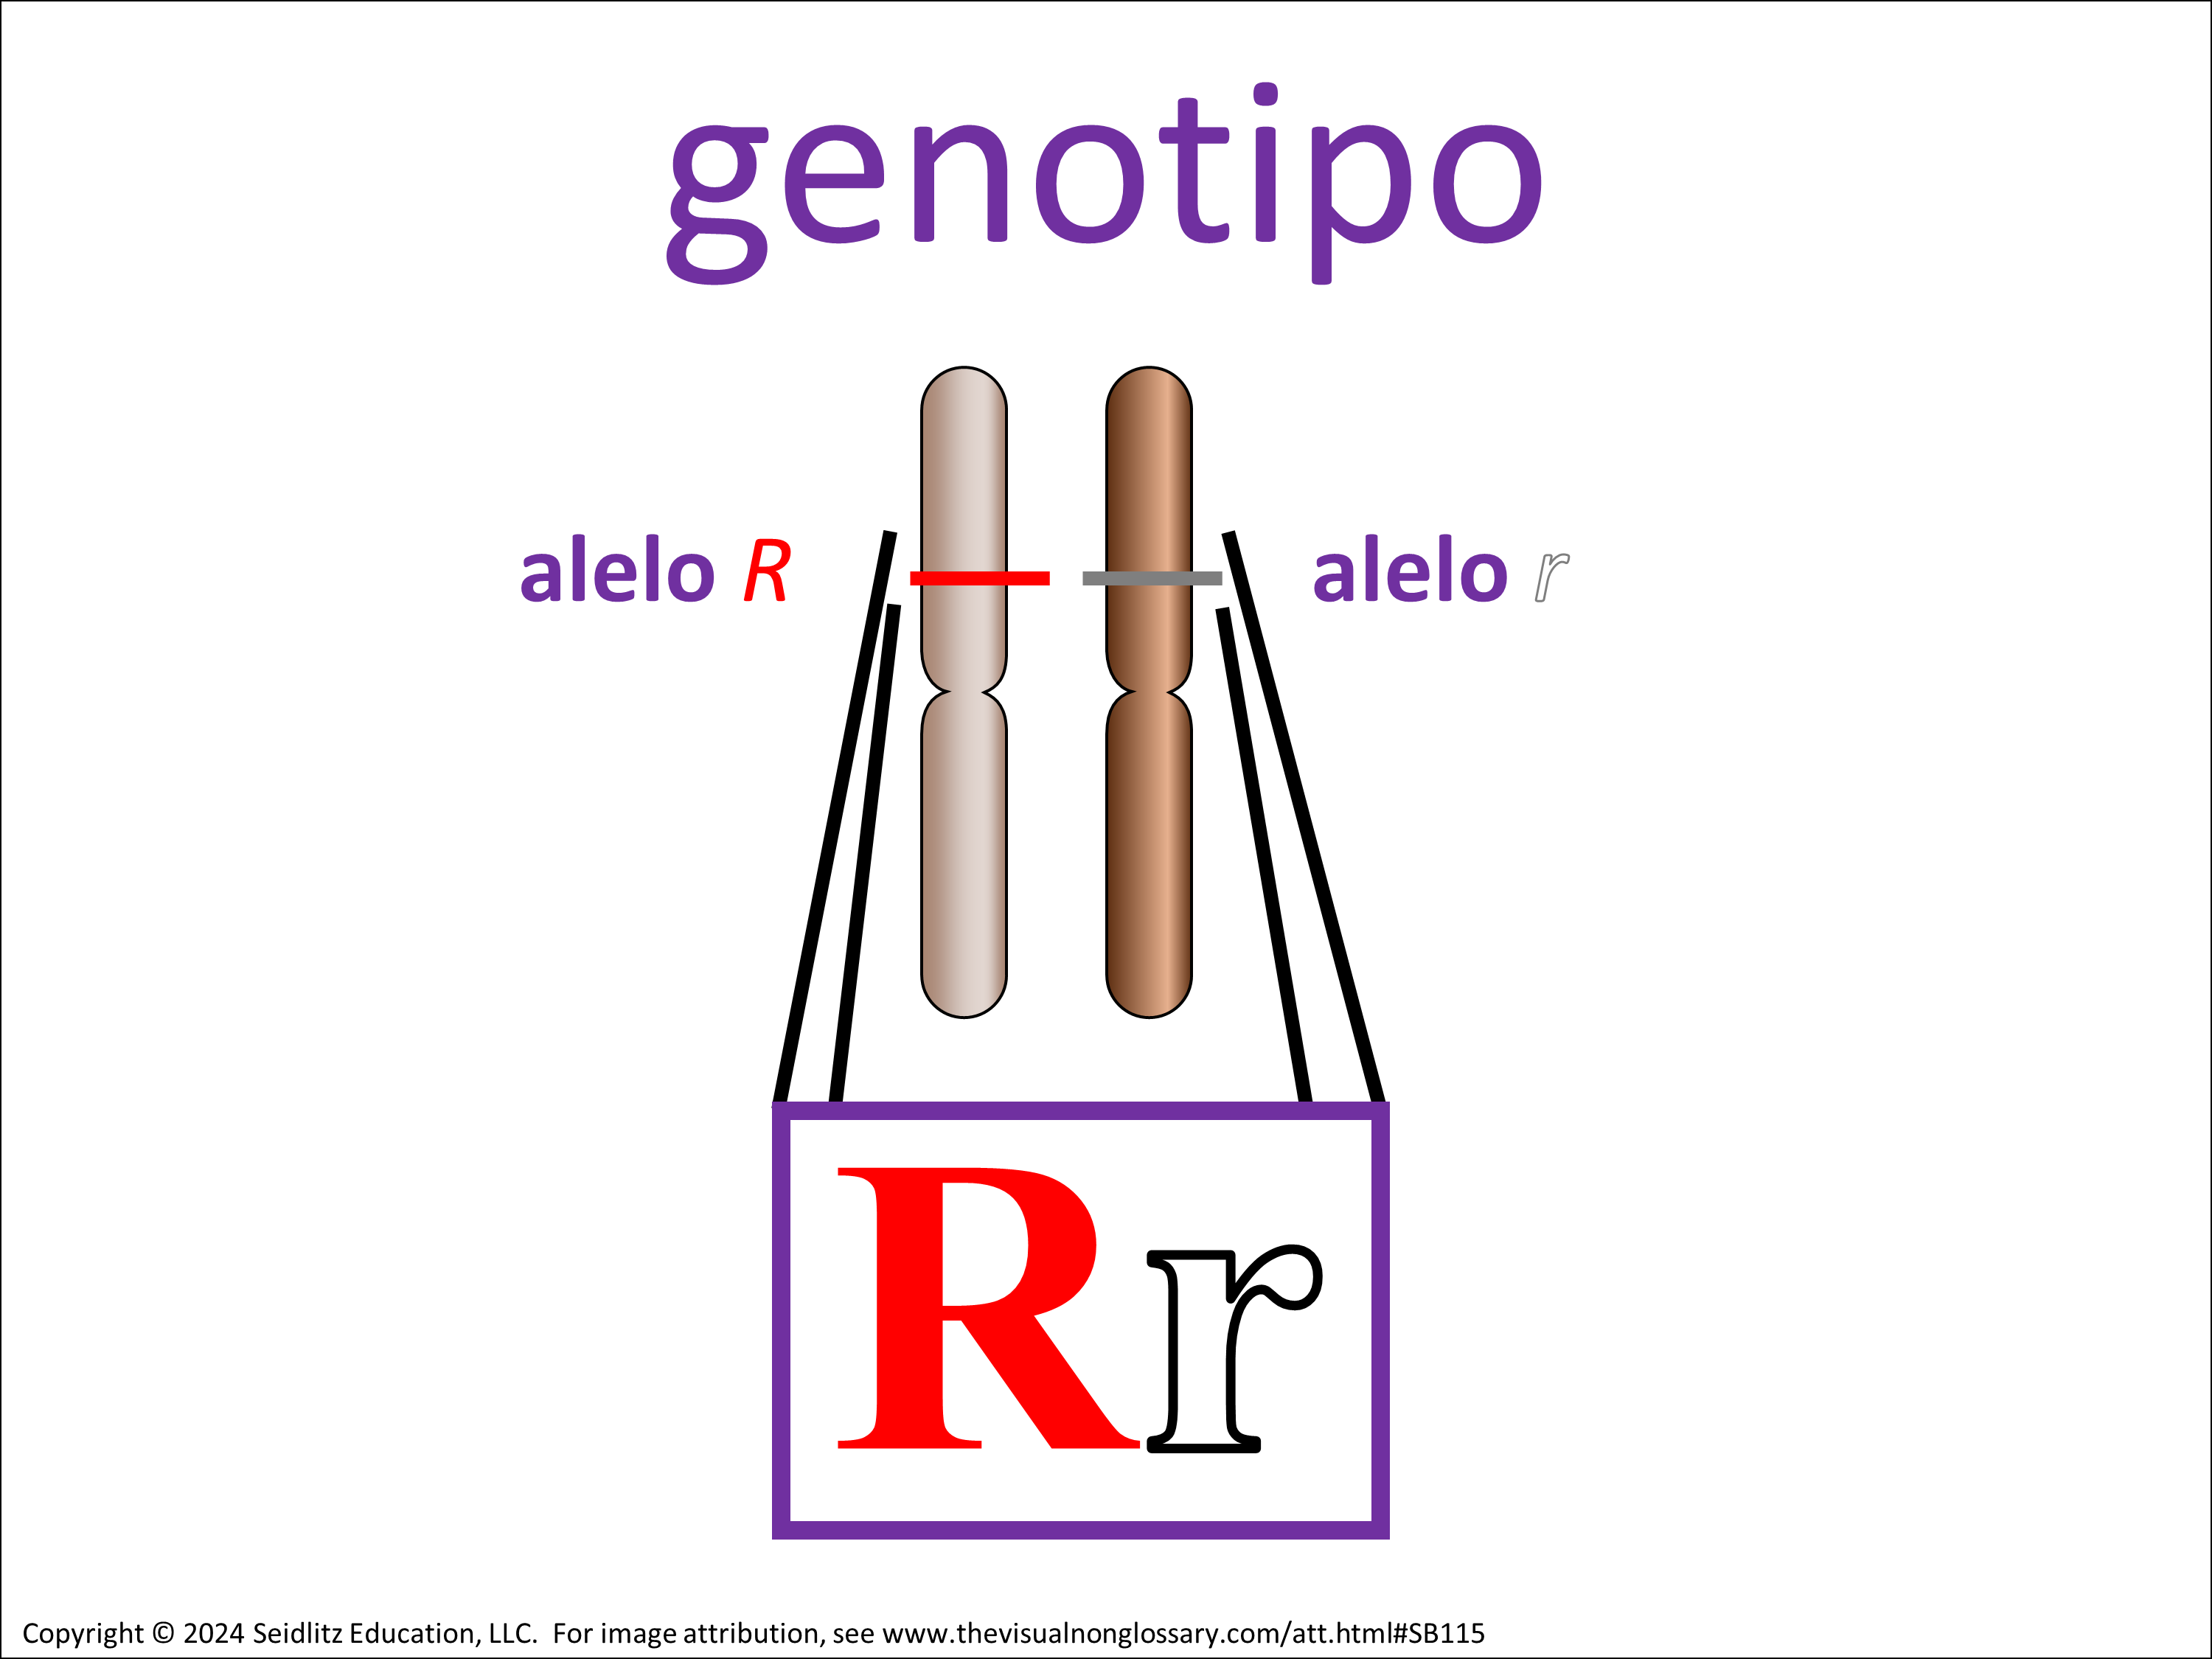 genotipo
alelo R
alelo r
Rr
Copyright © 2024 Seidlitz Education, LLC.  For image attribution, see www.thevisualnonglossary.com/att.html#SB115